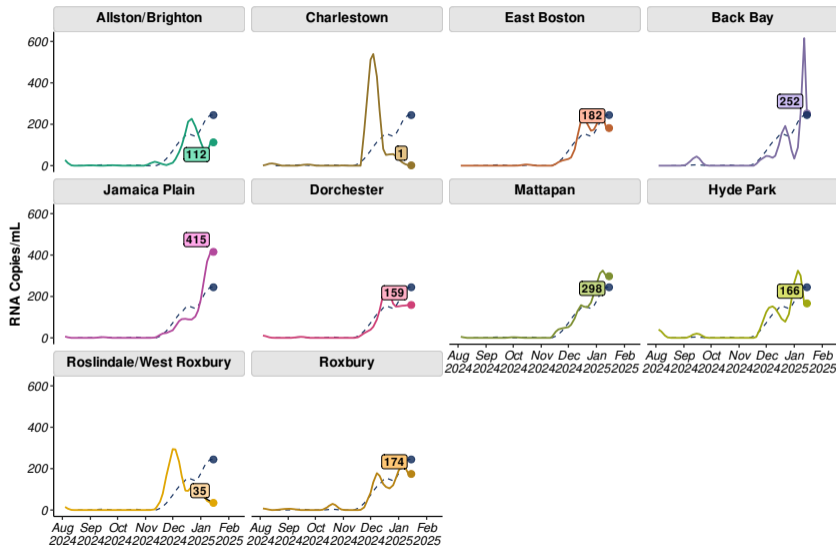 Allston/Brighton Charlestown East Boston Back Bay
600
400
200
0
112
1
182
252
Jamaica Plain Dorchester Mattapan Hyde Park
600
400
200
0
415
159
298
166
RNA Copies/mL
Aug Sep Oct Nov Dec Jan Feb Aug Sep Oct Nov Dec Jan Feb
2024 2024 2024 2024 2024 2025 2025 2024 2024 2024 2024 2024 2025 2025
Roslindale/West Roxbury Roxbury
600
400
200
0
35
174
Aug Sep Oct Nov Dec Jan Feb Aug Sep Oct Nov Dec Jan Feb
2024 2024 2024 2024 2024 2025 2025 2024 2024 2024 2024 2024 2025 2025